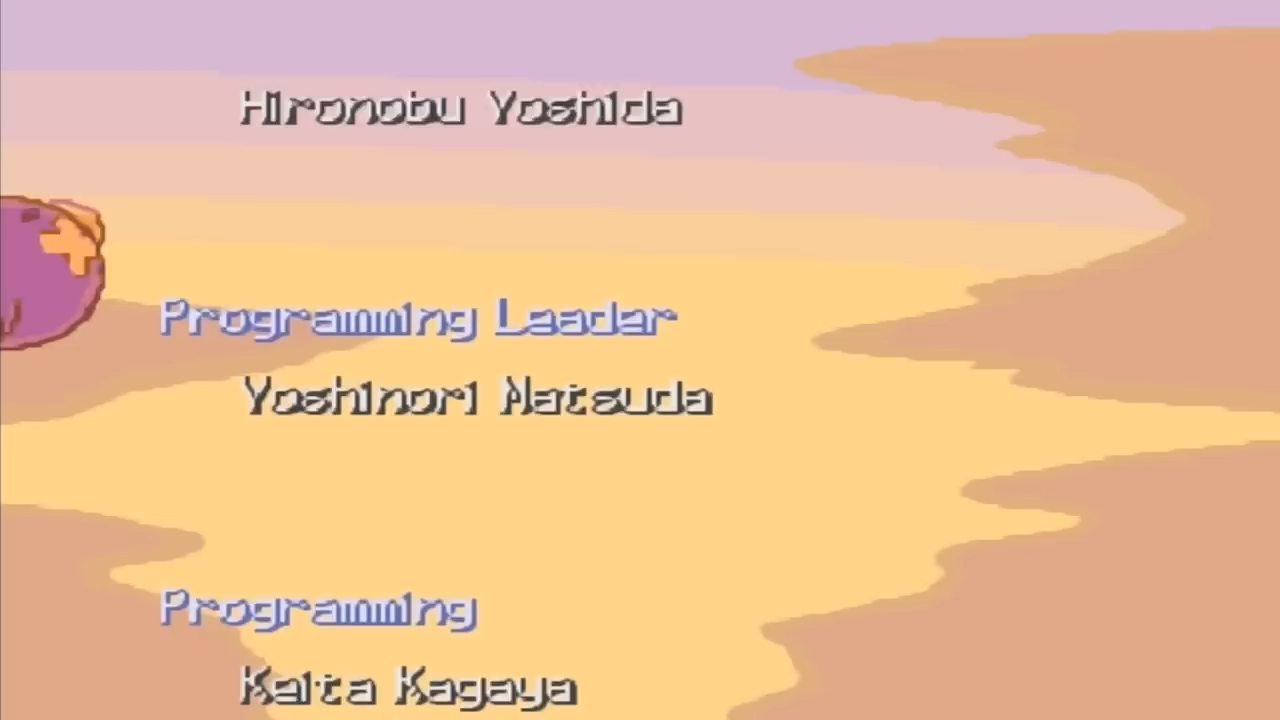 Hironobu Yoshida
Programming Leader
Yoshinori Matsuda
Programming
Keita Kagaya